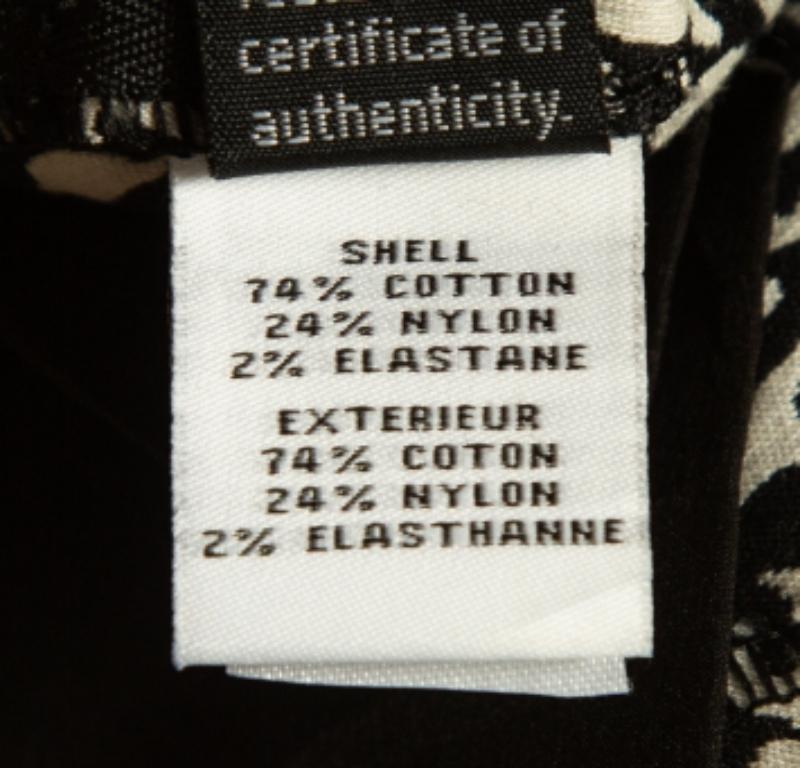 certificate of
authenticity.
SHELL
74% COTTON
24% NYLON
2% ELASTANE
EXTERIEUR
74% COTON
24% NYLON
2% ELASTHANNE